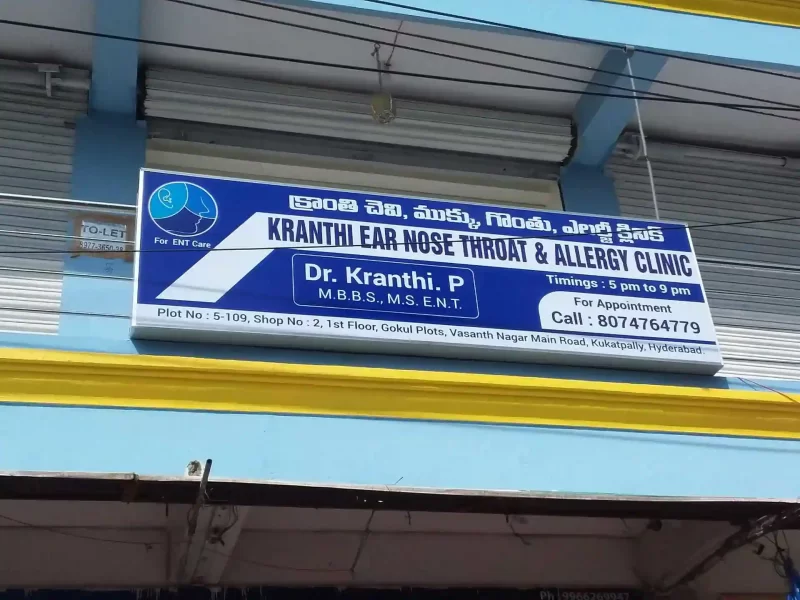 క్రాంతి చెవి, ముక్కు గొంతు, ఎలర్జీ క్లినిక్
For ENT Care
KRANTHI EAR NOSE THROAT & ALLERGY CLINIC
TO-LET
Dr. Kranthi. P
M.B.B.S., M.S. E.N.T.
Timings : 5 pm to 9 pm
For Appointment
Call : 8074764779
Plot No : 5-109, Shop No : 2, 1st Floor, Gokul Plots, Vasanth Nagar Main Road, Kukatpally, Hyderabad.